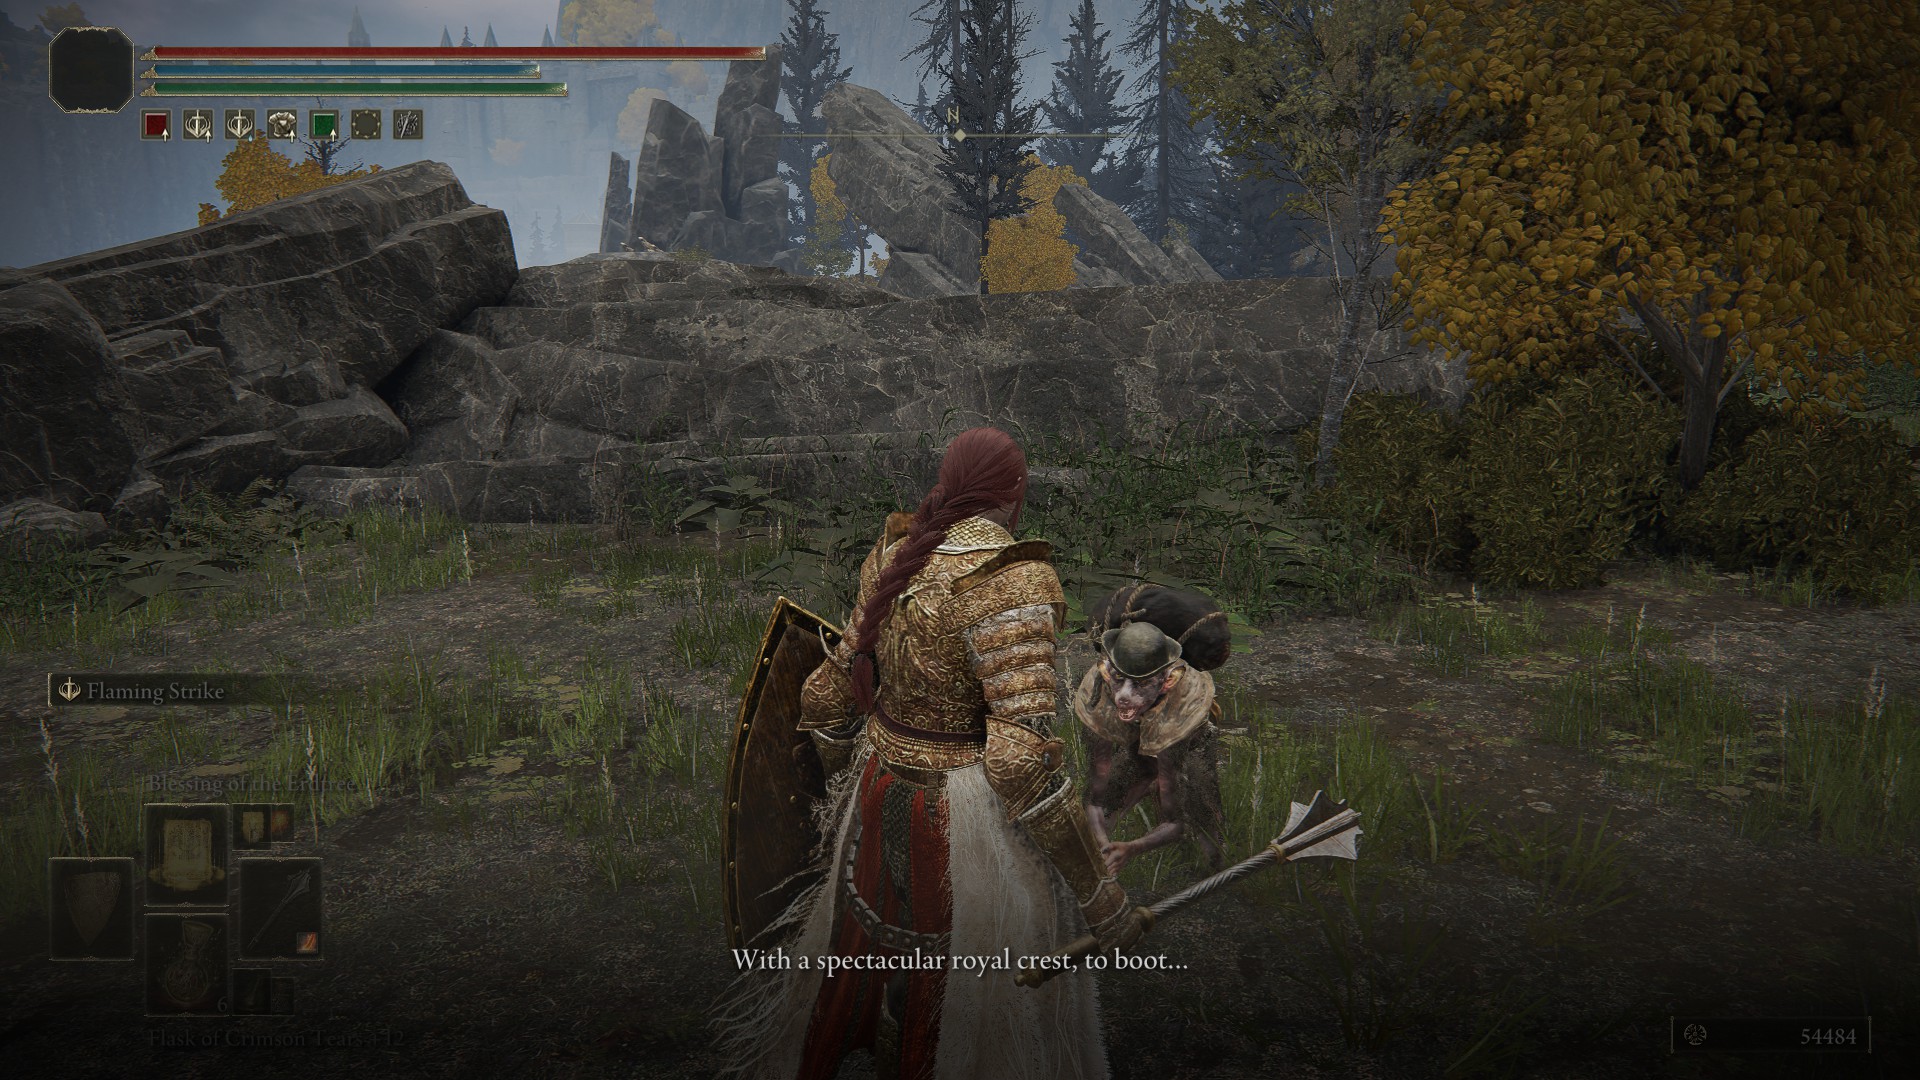 N
Flaming Strike
Blessing of the Erdtree
6
Flask of Crimson Tears +12
With a spectacular royal crest, to boot...
54484